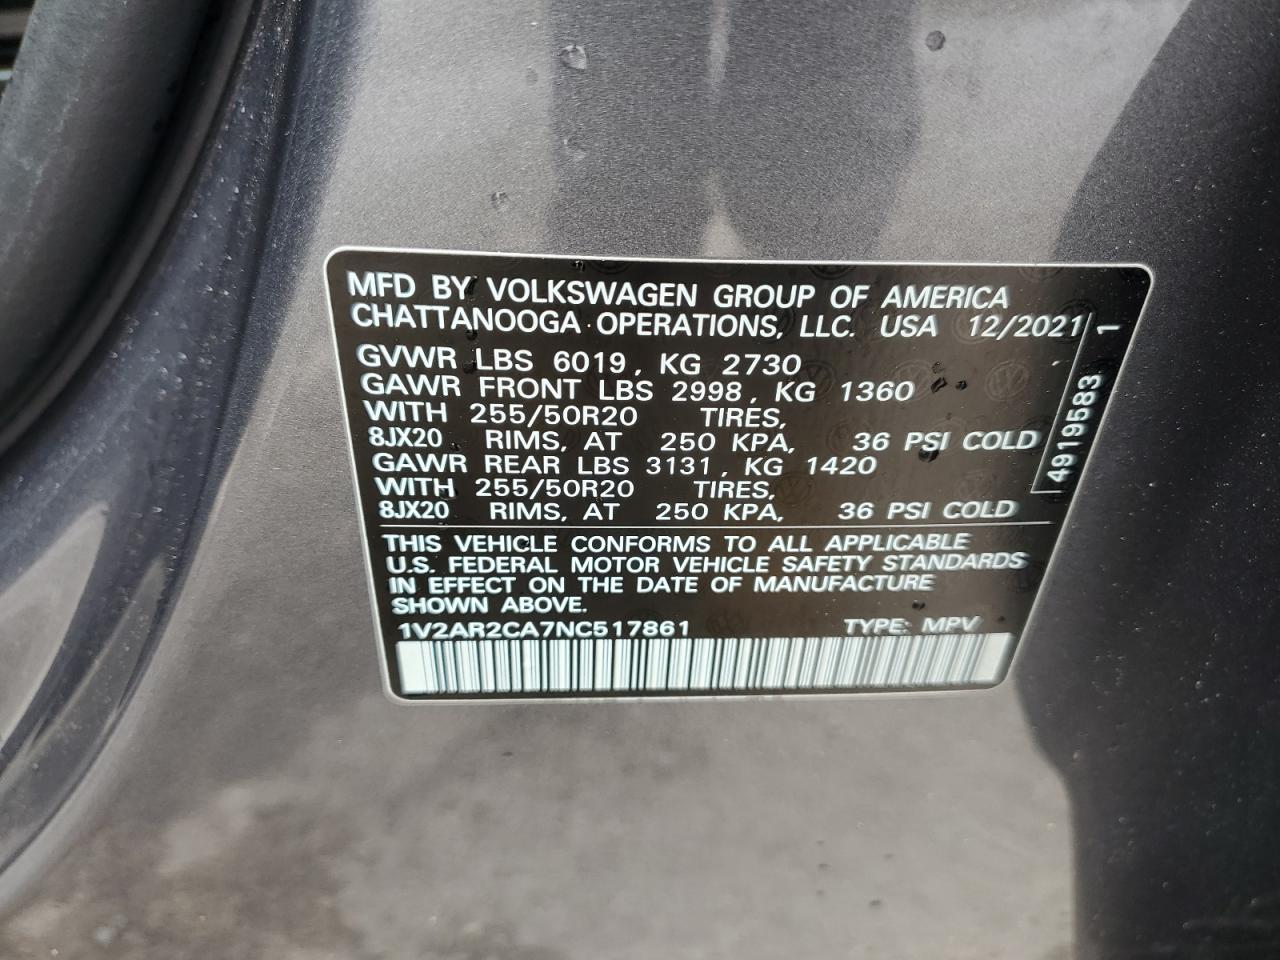 MFD BY VOLKSWAGEN GROUP OF AMERICA
CHATTANOOGA OPERATIONS, LLC. USA 12/2021
GVWR LBS 6019, KG 2730
GAWR FRONT LBS 2998, KG 1360
WITH 255/50R20 TIRES,
8JX20 RIMS, AT 250 KPA, 36 PSI COLD
GAWR REAR LBS 3131, KG 1420
WITH 255/50R20 TIRES,
8JX20 RIMS, AT 250 KPA, 36 PSI COLD
THIS VEHICLE CONFORMS TO ALL APPLICABLE
U.S. FEDERAL MOTOR VEHICLE SAFETY STANDARDS
IN EFFECT ON THE DATE OF MANUFACTURE
SHOWN ABOVE.
1V2AR2CA7NC517861 TYPE: MPV
4919583 1